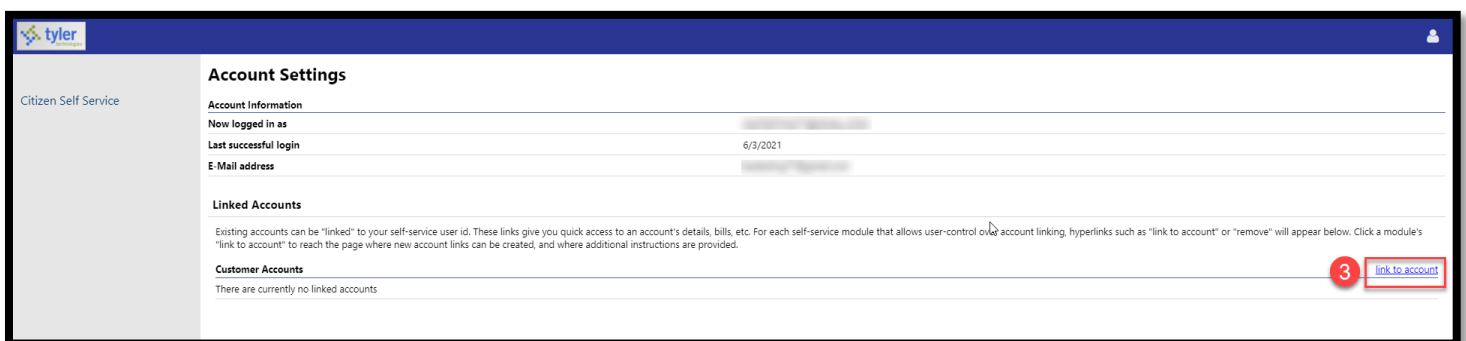 tyler
technologies
Account Settings
Citizen Self Service
Account Information
Now logged in as
Last successful login 6/3/2021
E-Mail address
Linked Accounts
Existing accounts can be "linked" to your self-service user id. These links give you quick access to an account's details, bills, etc. For each self-service module that allows user-control over account linking, hyperlinks such as "link to account" or "remove" will appear below. Click a module's
"link to account" to reach the page where new account links can be created, and where additional instructions are provided.
Customer Accounts 3 link to account
There are currently no linked accounts